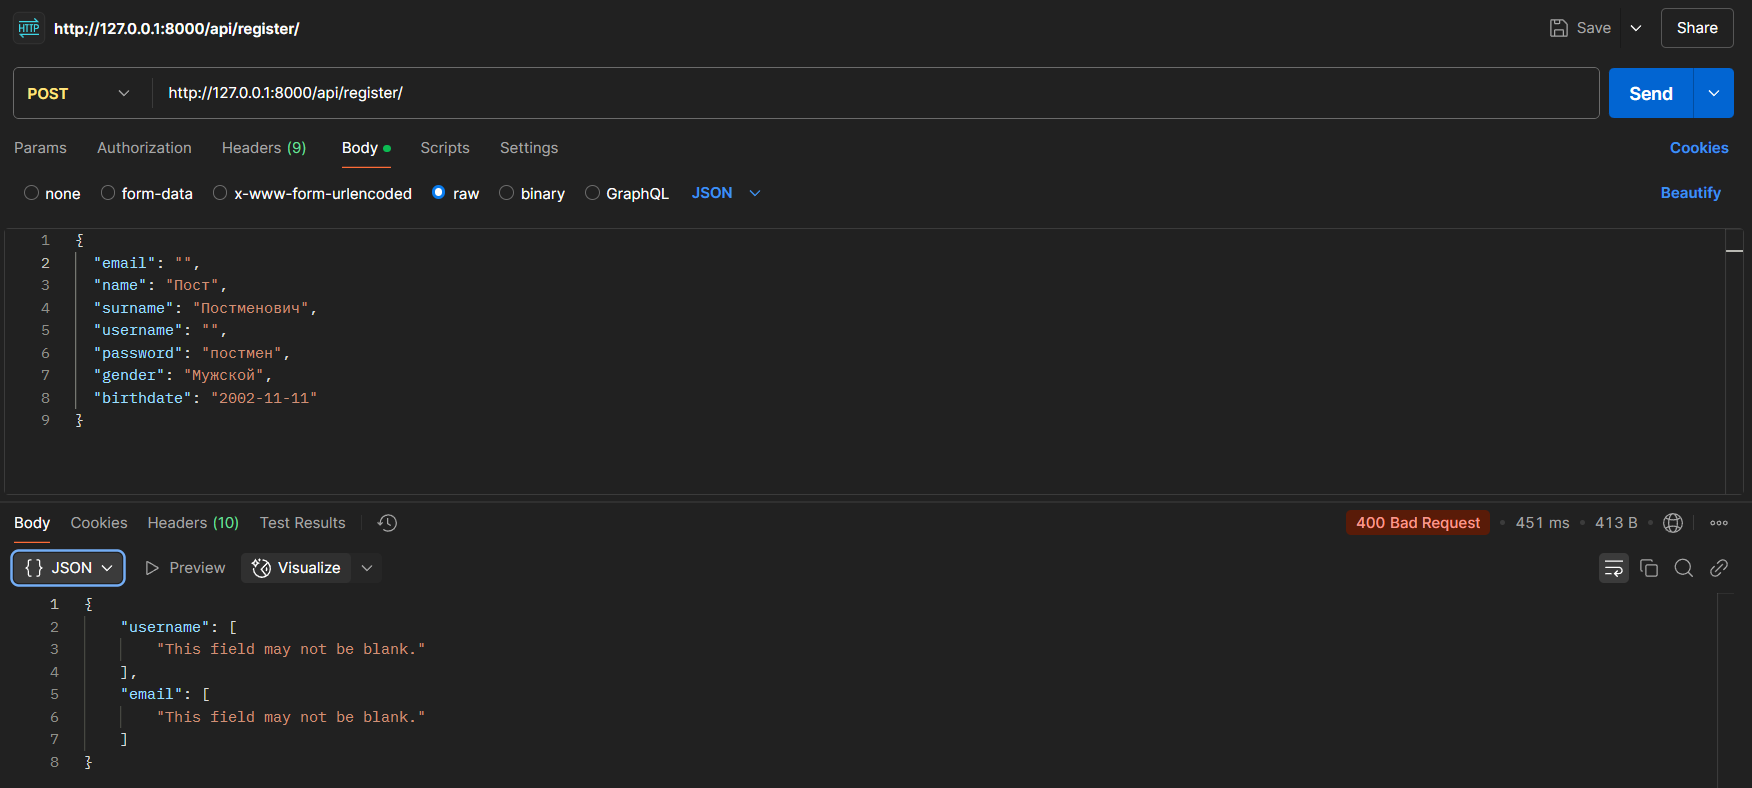 HTTP http://127.0.0.1:8000/api/register/ Save Share
POST http://127.0.0.1:8000/api/register/ Send
Params Authorization Headers (9) Body Scripts Settings Cookies
none form-data x-www-form-urlencoded raw binary GraphQL JSON Beautify
1 {
2 "email": "",
3 "name": "Пост",
4 "surname": "Постменович",
5 "username": "",
6 "password": "постмен",
7 "gender": "Мужской",
8 "birthdate": "2002-11-11"
9 }
Body Cookies Headers (10) Test Results 400 Bad Request • 451 ms • 413 B •
{} JSON Preview Visualize
1 {
2 "username": [
3 "This field may not be blank."
4 ],
5 "email": [
6 "This field may not be blank."
7 ]
8 }